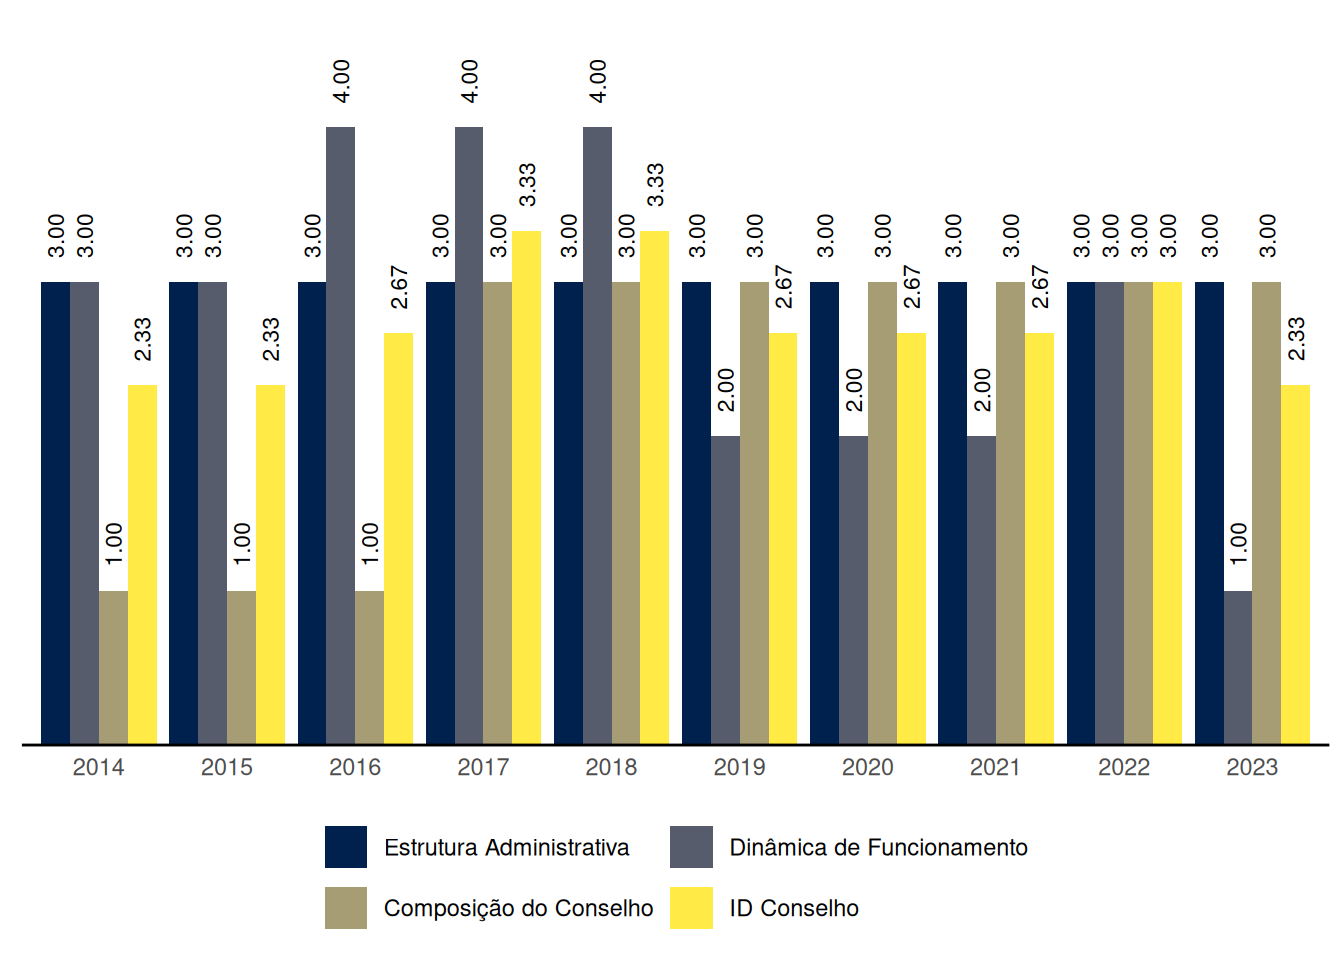 4.00 4.00 4.00
3.33 3.33
3.00 3.00 3.00 3.00 3.00 3.00 3.00 3.00 3.00 3.00 3.00 3.00 3.00 3.00 3.00 3.00 3.00 3.00 3.00 3.00
2.67 2.67 2.67 2.67
2.33 2.33 2.33
2.00 2.00 2.00
1.00 1.00 1.00 1.00
2014 2015 2016 2017 2018 2019 2020 2021 2022 2023
Estrutura Administrativa Dinâmica de Funcionamento
Composição do Conselho ID Conselho